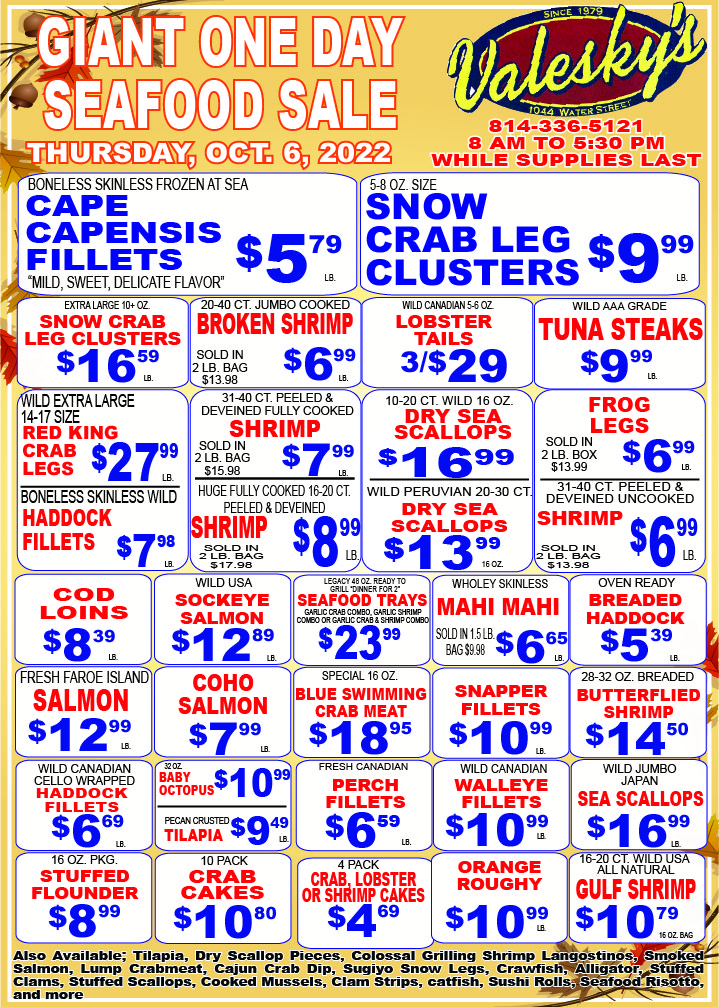 GIANT ONE DAY
SEAFOOD SALE
THURSDAY, OCT. 6, 2022
SINCE 1979
Valesky's
1044 WATER STREET
814-336-5121
8 AM TO 5:30 PM
WHILE SUPPLIES LAST
BONELESS SKINLESS FROZEN AT SEA
CAPE
CAPENSIS
FILLETS
"MILD, SWEET, DELICATE FLAVOR"
$5.79
LB.
5-8 OZ. SIZE
SNOW
CRAB LEG
CLUSTERS
$9.99
LB.
EXTRA LARGE 10+ OZ.
SNOW CRAB
LEG CLUSTERS
$16.59
LB.
20-40 CT. JUMBO COOKED
BROKEN SHRIMP
SOLD IN
2 LB. BAG
$13.98
$6.99
LB.
WILD CANADIAN 5-6 OZ.
LOBSTER
TAILS
3/$29
WILD AAA GRADE
TUNA STEAKS
$9.99
LB.
WILD EXTRA LARGE
14-17 SIZE
RED KING
CRAB
LEGS
$27.99
LB.
BONELESS SKINLESS WILD
HADDOCK
FILLETS
$7.98
LB.
31-40 CT. PEELED &
DEVEINED FULLY COOKED
SHRIMP
SOLD IN
2 LB. BAG
$15.98
$7.99
LB.
HUGE FULLY COOKED 16-20 CT.
PEELED & DEVEINED
SHRIMP
SOLD IN
2 LB. BAG
$17.98
$8.99
LB.
10-20 CT. WILD 16 OZ.
DRY SEA
SCALLOPS
$16.99
WILD PERUVIAN 20-30 CT.
DRY SEA
SCALLOPS
$13.99
16 OZ.
FROG
LEGS
SOLD IN
2 LB. BOX
$13.99
$6.99
LB.
31-40 CT. PEELED &
DEVEINED UNCOOKED
SHRIMP
SOLD IN
2 LB. BAG
$13.98
$6.99
LB.
COD
LOINS
$8.39
LB.
WILD USA
SOCKEYE
SALMON
$12.89
LB.
LEGACY 48 OZ. READY TO
GRILL "DINNER FOR 2"
SEAFOOD TRAYS
GARLIC CRAB COMBO, GARLIC SHRIMP
COMBO OR GARLIC CRAB & SHRIMP COMBO
$23.99
WHOLEY SKINLESS
MAHI MAHI
SOLD IN 1.5 LB.
BAG $9.98
$6.65
LB.
OVEN READY
BREADED
HADDOCK
$5.39
LB.
FRESH FAROE ISLAND
SALMON
$12.99
LB.
COHO
SALMON
$7.99
LB.
SPECIAL 16 OZ.
BLUE SWIMMING
CRAB MEAT
$18.95
SNAPPER
FILLETS
$10.99
LB.
28-32 OZ. BREADED
BUTTERFLIED
SHRIMP
$14.50
WILD CANADIAN
CELLO WRAPPED
HADDOCK
FILLETS
$6.69
LB.
32 OZ.
BABY
OCTOPUS
$10.99
PECAN CRUSTED
TILAPIA
$9.49
LB.
FRESH CANADIAN
PERCH
FILLETS
$6.59
LB.
WILD CANADIAN
WALLEYE
FILLETS
$10.99
LB.
WILD JUMBO
JAPAN
SEA SCALLOPS
$16.99
LB.
16 OZ. PKG.
STUFFED
FLOUNDER
$8.99
10 PACK
CRAB
CAKES
$10.80
4 PACK
CRAB, LOBSTER
OR SHRIMP CAKES
$4.69
ORANGE
ROUGHY
$10.99
LB.
16-20 CT. WILD USA
ALL NATURAL
GULF SHRIMP
$10.79
16 OZ. BAG
Also Available; Tilapia, Dry Scallop Pieces, Colossal Grilling Shrimp Langostinos, Smoked
Salmon, Lump Crabmeat, Cajun Crab Dip, Sugiyo Snow Legs, Crawfish, Alligator, Stuffed
Clams, Stuffed Scallops, Cooked Mussels, Clam Strips, catfish, Sushi Rolls, Seafood Risotto,
and more